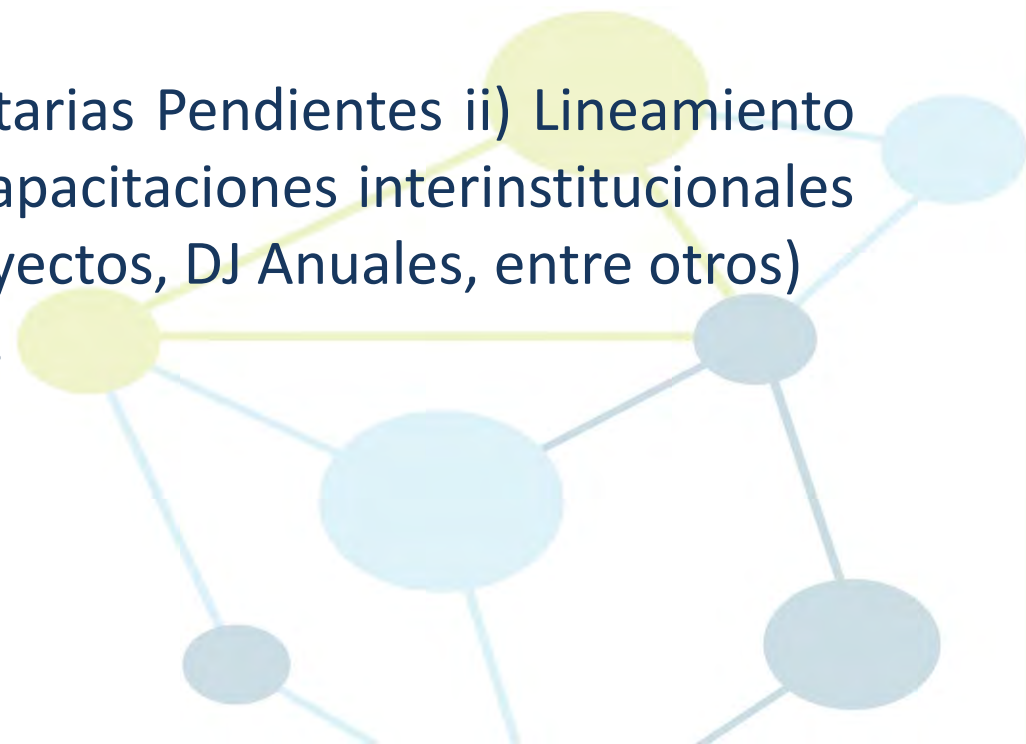 tarias Pendientes ii) Lineamiento
apacitaciones interinstitucionales
yectos, DJ Anuales, entre otros)